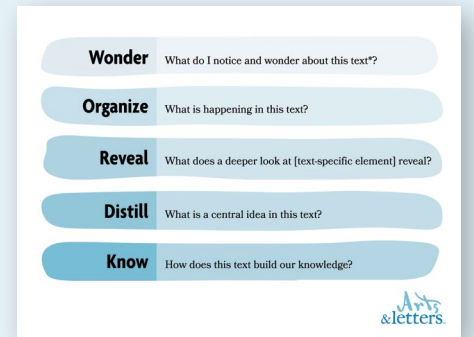 Wonder What do I notice and wonder about this text*?
Organize What is happening in this text?
Reveal What does a deeper look at [text-specific element] reveal?
Distill What is a central idea in this text?
Know How does this text build our knowledge?
Arts
&letters